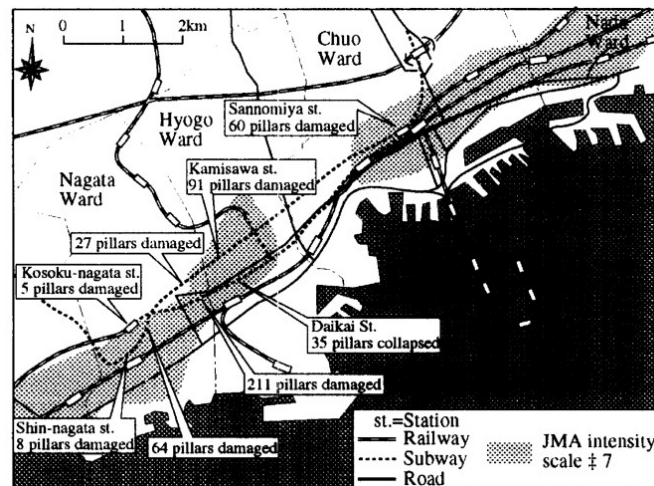 0 1 2km
Nada
Ward
Chuo
Ward
Sannomiya st.
60 pillars damaged
Hyogo
Ward
Kamisawa st.
91 pillars damaged
Nagata
Ward
27 pillars damaged
Kosoku-nagata st.
5 pillars damaged
Daikai St.
35 pillars collapsed
211 pillars damaged
Shin-nagata st.
8 pillars damaged
64 pillars damaged
st.=Station
Railway
Subway
Road
JMA intensity
scale ‡ 7